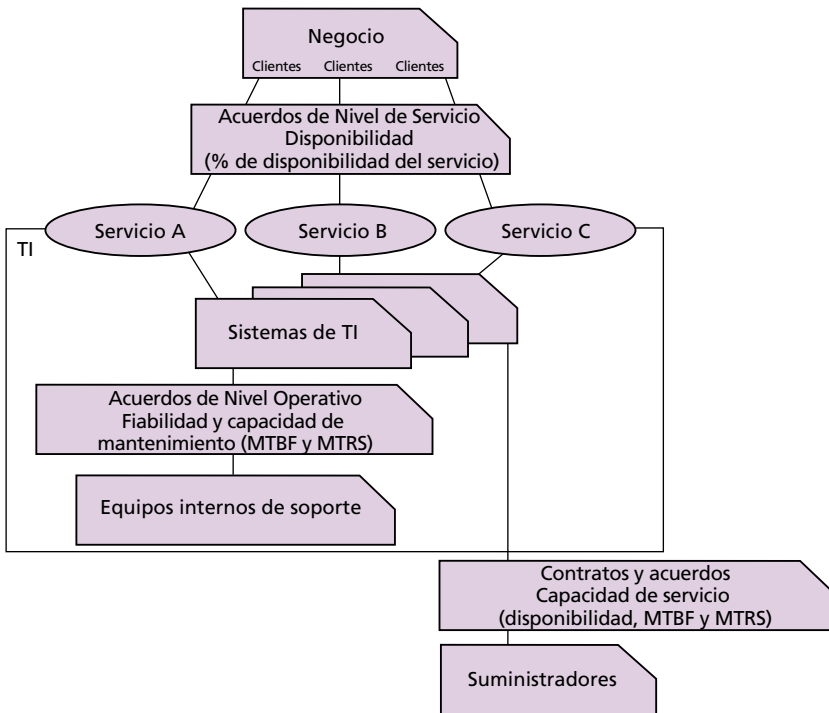 Negocio
Clientes Clientes Clientes
Acuerdos de Nivel de Servicio
Disponibilidad
(% de disponibilidad del servicio)
Servicio A
Servicio B
Servicio C
TI
Sistemas de TI
Acuerdos de Nivel Operativo
Fiabilidad y capacidad de
mantenimiento (MTBF y MTRS)
Equipos internos de soporte
Contratos y acuerdos
Capacidad de servicio
(disponibilidad, MTBF y MTRS)
Suministradores